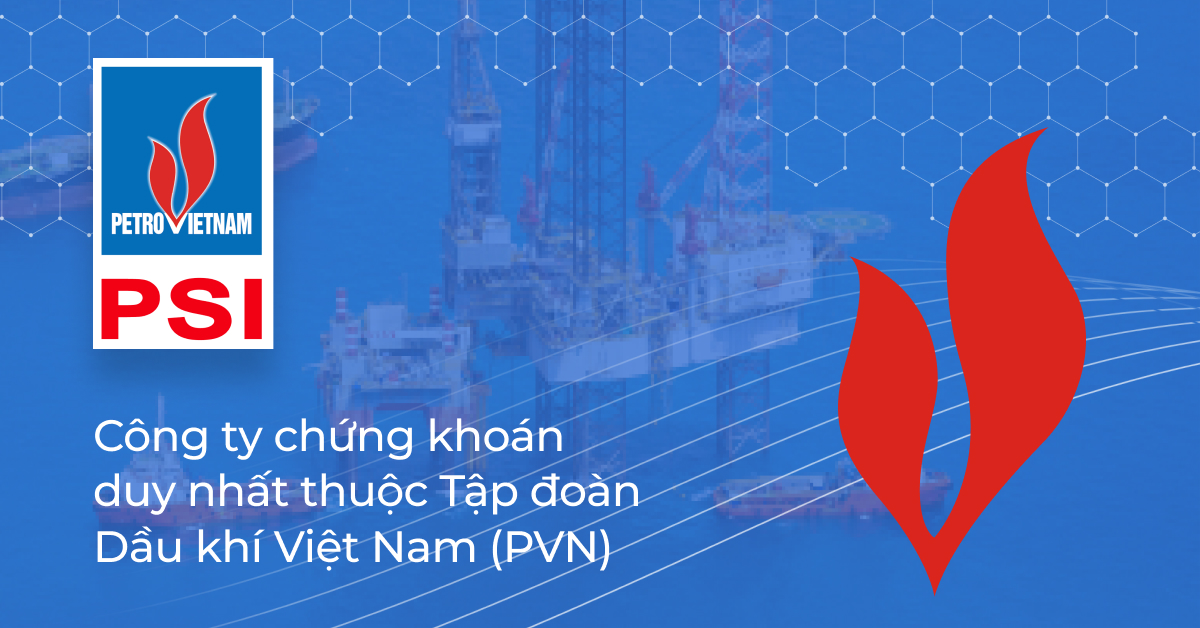 PETROVIETNAM
PSI
Công ty chứng khoán
duy nhất thuộc Tập đoàn
Dầu khí Việt Nam (PVN)